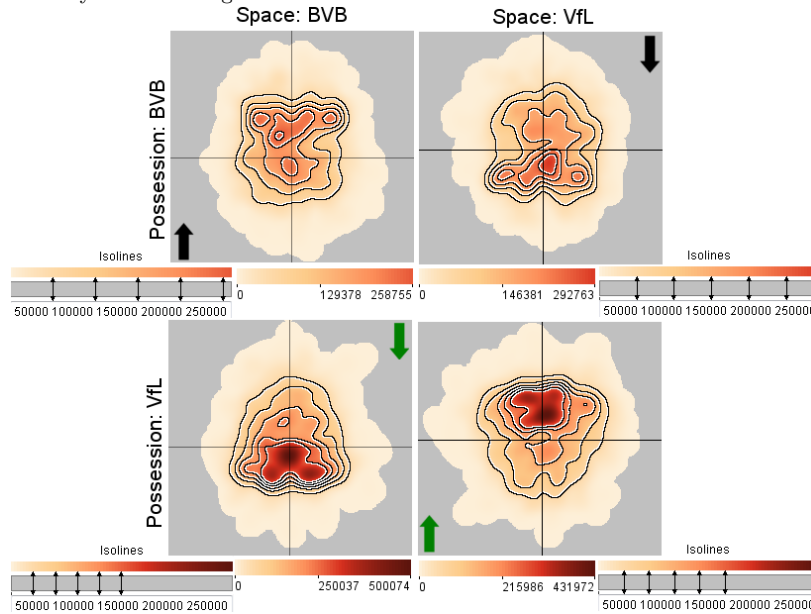 Space: BVB Space: VfL
Possession: BVB
Isolines
50000 100000 150000 200000 250000
0 129378 258755
0 146381 292763
Isolines
50000 100000 150000 200000
Possession: VfL
Isolines
50000 100000 150000 200000 250000
0 250037 500074
0 215986 431972
Isolines
50000 100000 150000 200000